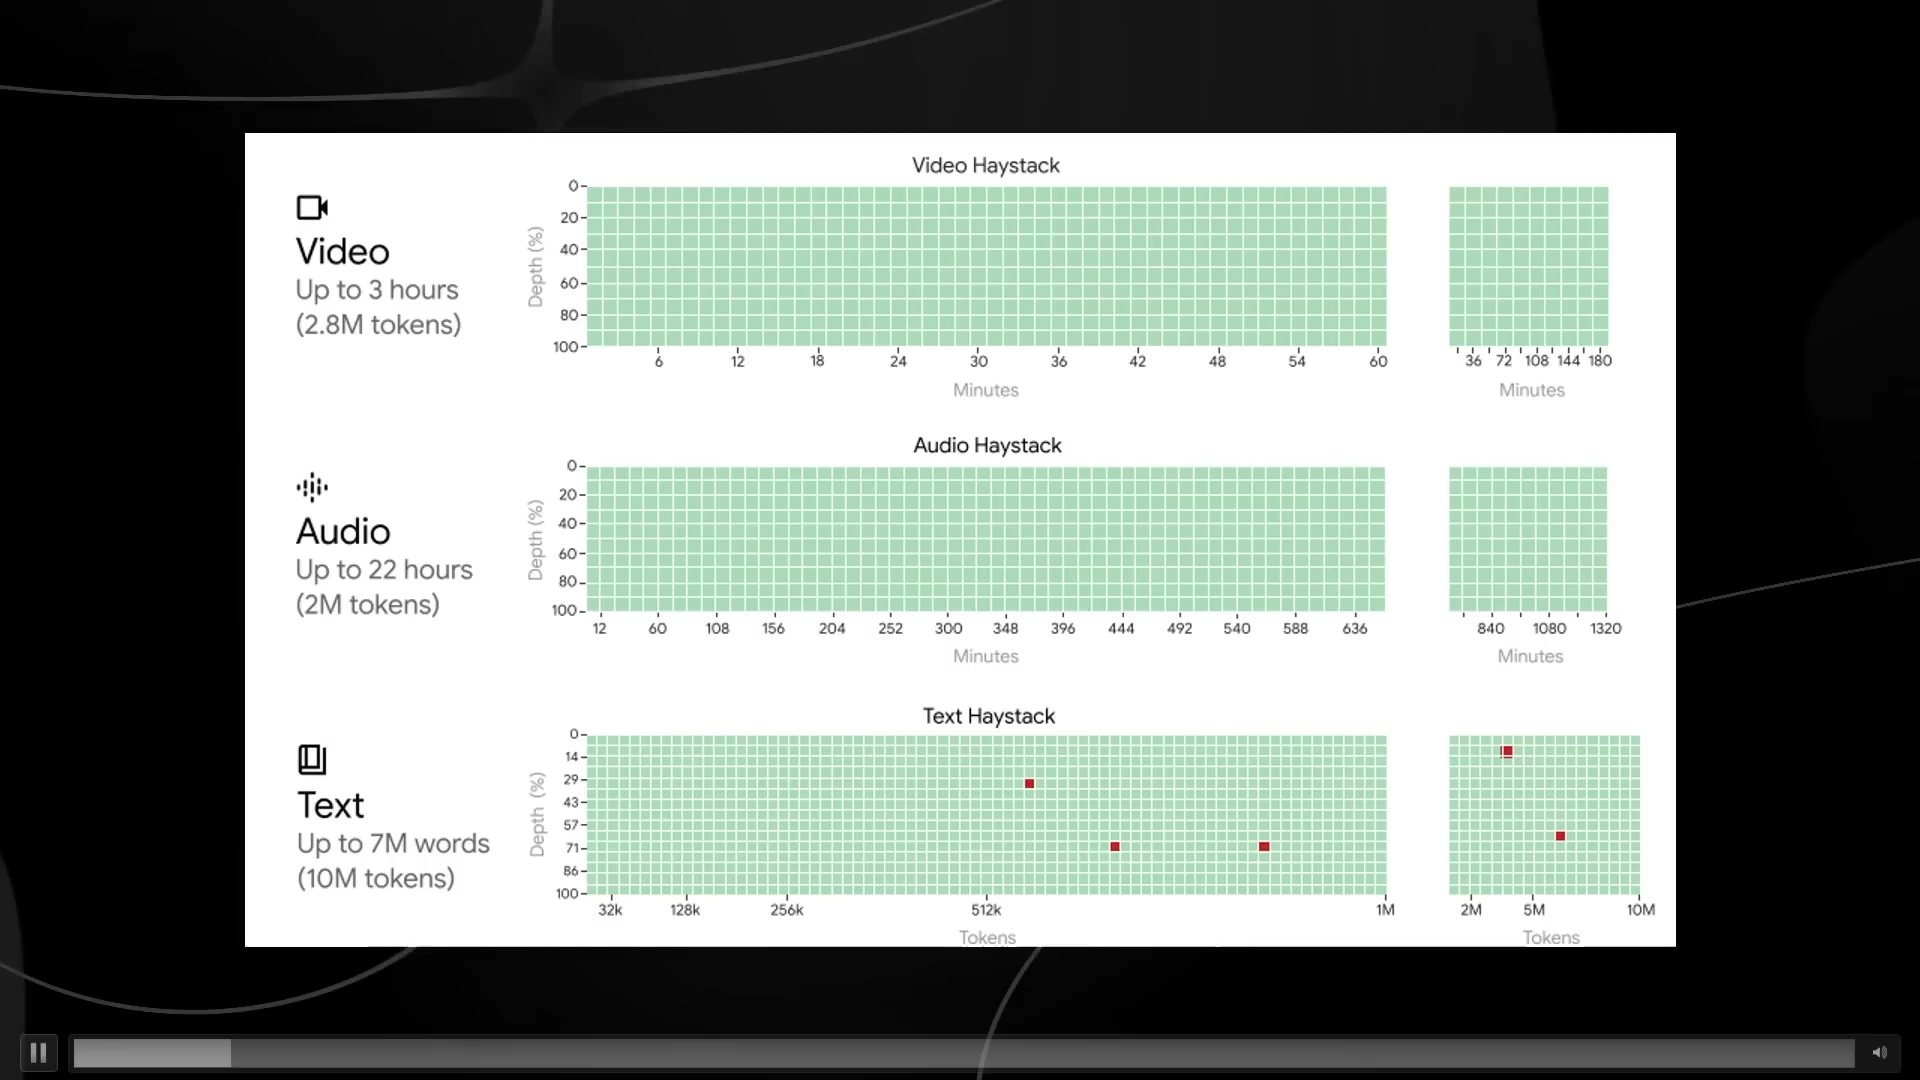 Video Haystack
Video
Up to 3 hours
(2.8M tokens)
Depth (%)
0
20
40
60
80
100
6 12 18 24 30 36 42 48 54 60
Minutes
36 72 108 144 180
Minutes
Audio Haystack
Audio
Up to 22 hours
(2M tokens)
Depth (%)
0
20
40
60
80
100
12 60 108 156 204 252 300 348 396 444 492 540 588 636
Minutes
840 1080 1320
Minutes
Text Haystack
Text
Up to 7M words
(10M tokens)
Depth (%)
0
14
29
43
57
71
86
100
32k 128k 256k 512k 1M
Tokens
2M 5M 10M
Tokens